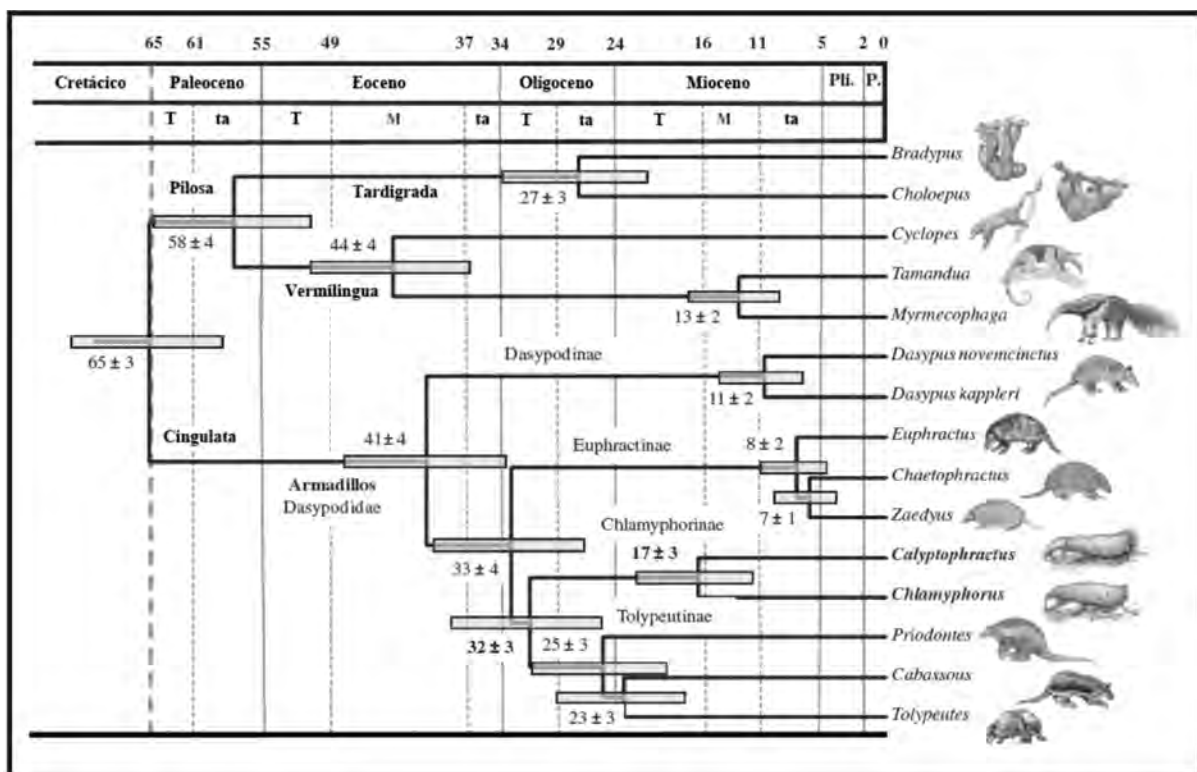 65 61 55 49 37 34 29 24 16 11 5 2 0
Cretácico Paleoceno Eoceno Oligoceno Mioceno Pli. P.
T ta T M ta T ta T M ta
Bradypus
Pilosa
Tardigrada
27 ± 3
Choloepus
58 ± 4
44 ± 4
Cyclopes
Tamandua
Vermilingua
13 ± 2
Myrmecophaga
65 ± 3
Dasypodinae
Dasypus novemcinctus
11 ± 2
Dasypus kappleri
Cingulata
41 ± 4
Euphractinae
8 ± 2
Euphractus
Armadillos
Dasypodidae
Chaetophractus
7 ± 1
Zaedyus
Chlamyphorinae
33 ± 4
17 ± 3
Calyptophractus
Chlamyphorus
Tolypeutinae
32 ± 3
25 ± 3
Priodontes
Cabassous
23 ± 3
Tolypeutes